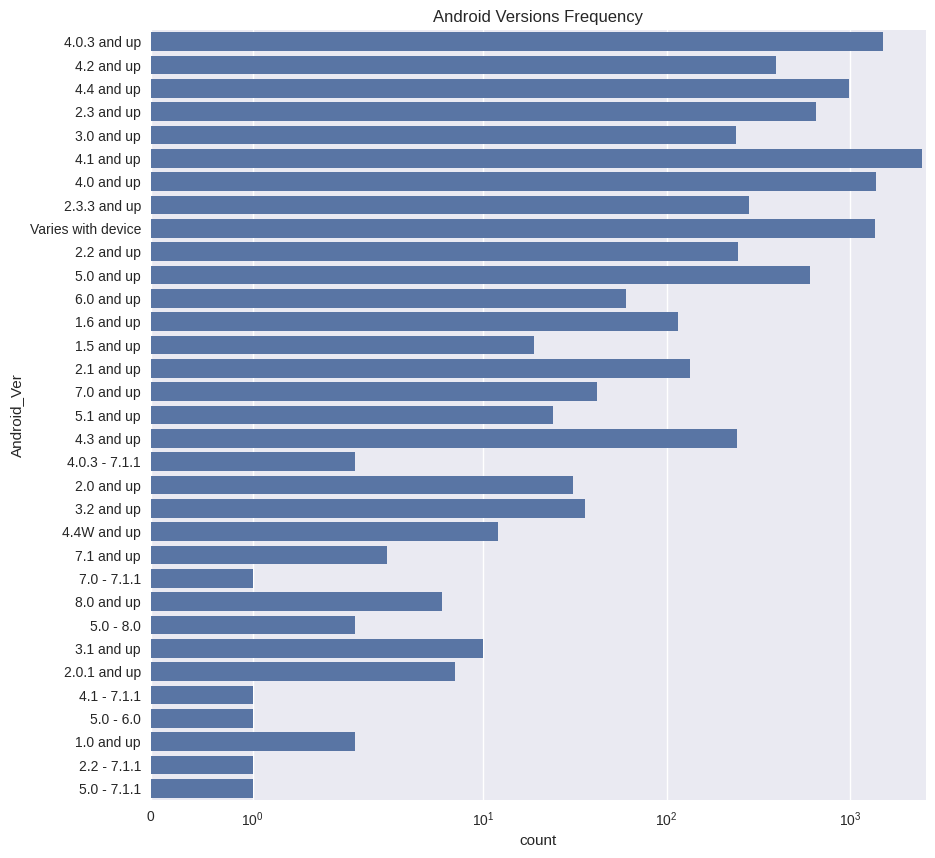 Android Versions Frequency
4.0.3 and up
4.2 and up
4.4 and up
2.3 and up
3.0 and up
4.1 and up
4.0 and up
2.3.3 and up
Varies with device
2.2 and up
5.0 and up
6.0 and up
1.6 and up
1.5 and up
2.1 and up
7.0 and up
5.1 and up
4.3 and up
4.0.3 - 7.1.1
2.0 and up
3.2 and up
4.4W and up
7.1 and up
7.0 - 7.1.1
8.0 and up
5.0 - 8.0
3.1 and up
2.0.1 and up
4.1 - 7.1.1
5.0 - 6.0
1.0 and up
2.2 - 7.1.1
5.0 - 7.1.1
Android_Ver
0 10⁰ 10¹ 10² 10³
count